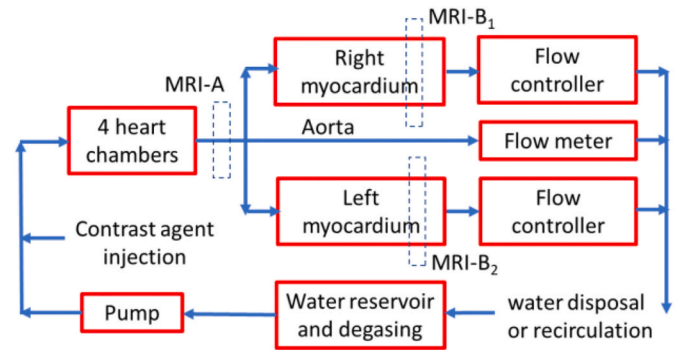 MRI-B1
Right
myocardium
Flow
controller
MRI-A
4 heart
chambers
Aorta
Flow meter
Left
myocardium
Flow
controller
Contrast agent
injection
MRI-B2
Pump
Water reservoir
and degasing
water disposal
or recirculation